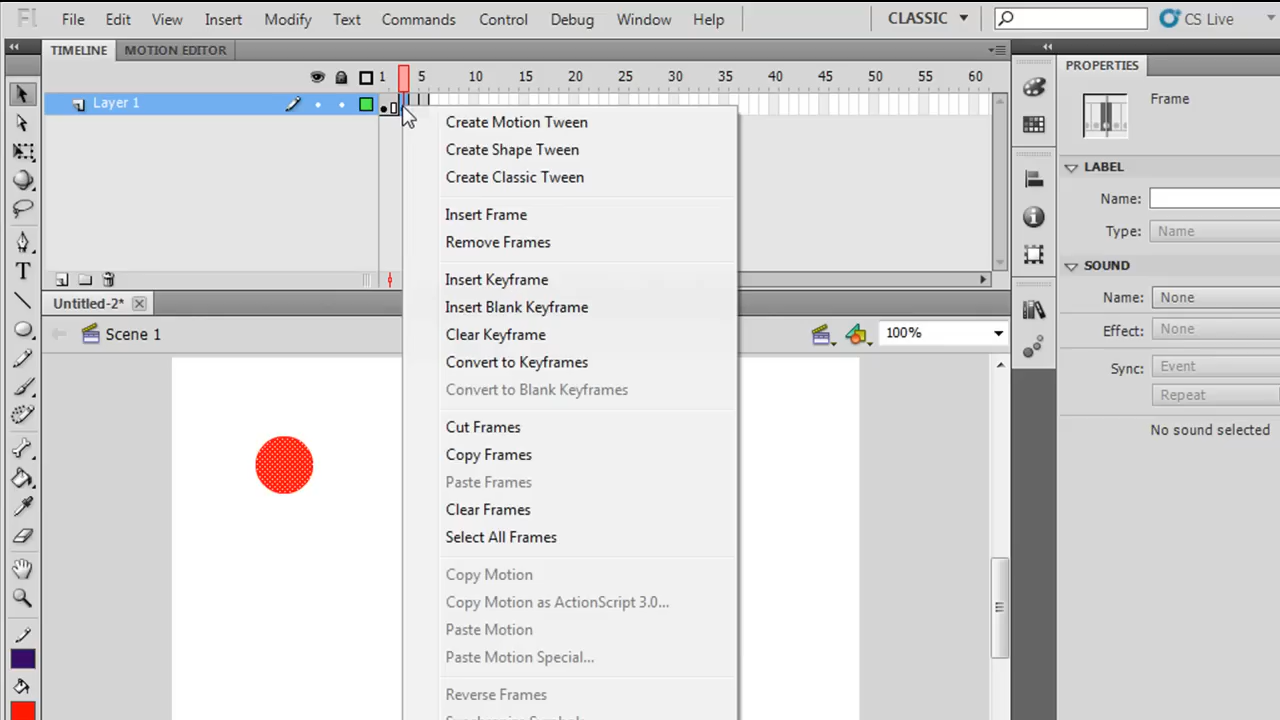 Fl File Edit View Insert Modify Text Commands Control Debug Window Help CLASSIC CS Live
TIMELINE MOTION EDITOR
1 5 10 15 20 25 30 35 40 45 50 55 60
Layer 1
Create Motion Tween
Create Shape Tween
Create Classic Tween
Insert Frame
Remove Frames
Insert Keyframe
Insert Blank Keyframe
Clear Keyframe
Convert to Keyframes
Convert to Blank Keyframes
Cut Frames
Copy Frames
Paste Frames
Clear Frames
Select All Frames
Copy Motion
Copy Motion as ActionScript 3.0...
Paste Motion
Paste Motion Special...
Reverse Frames
Synchronize Symbols
Untitled-2*
Scene 1
100%
PROPERTIES
Frame
LABEL
Name:
Type: Name
SOUND
Name: None
Effect: None
Sync: Event
Repeat
No sound selected